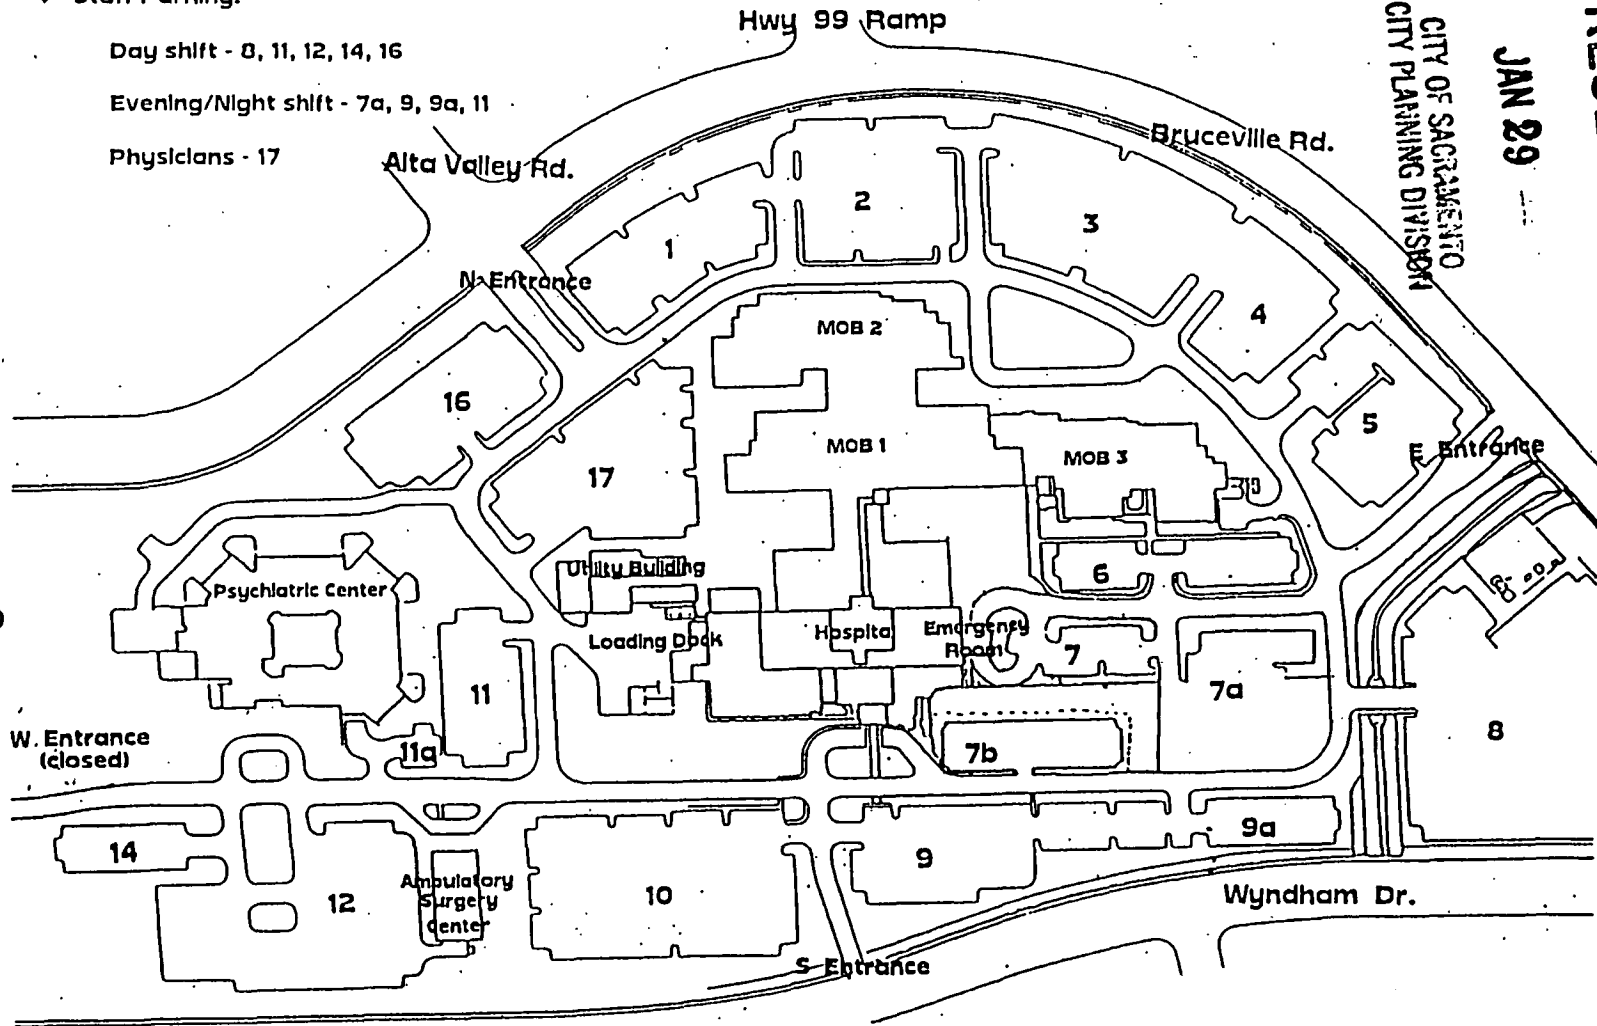 Staff Parking:
Day shift - 8, 11, 12, 14, 16
Evening/Night shift - 7a, 9, 9a, 11
Physicians - 17
Hwy 99 Ramp
Alta Valley Rd.
Bruceville Rd.
CITY OF SACRAMENTO
CITY PLANNING DIVISION
JAN 29
N Entrance
1
2
3
4
5
E Entrance
MOB 2
MOB 1
MOB 3
16
17
6
Utility Building
Psychiatric Center
Loading Dock
Hospital
Emergency
Room
7
7a
7b
8
11
11a
W. Entrance
(closed)
14
12
Ambulatory
Surgery
Center
10
9
9a
Wyndham Dr.
S Entrance